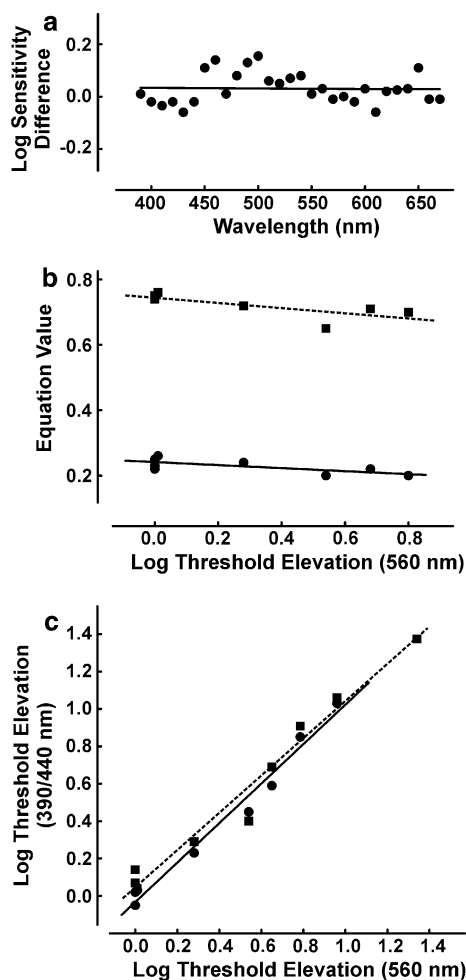 a
Log Sensitivity
Difference
0.2
0.0
-0.2
400 450 500 550 600 650
Wavelength (nm)
b
Equation Value
0.8
0.6
0.4
0.2
0.0 0.2 0.4 0.6 0.8
Log Threshold Elevation (560 nm)
c
Log Threshold Elevation
(390/440 nm)
1.4
1.2
1.0
0.8
0.6
0.4
0.2
0.0
0.0 0.2 0.4 0.6 0.8 1.0 1.2 1.4
Log Threshold Elevation (560 nm)